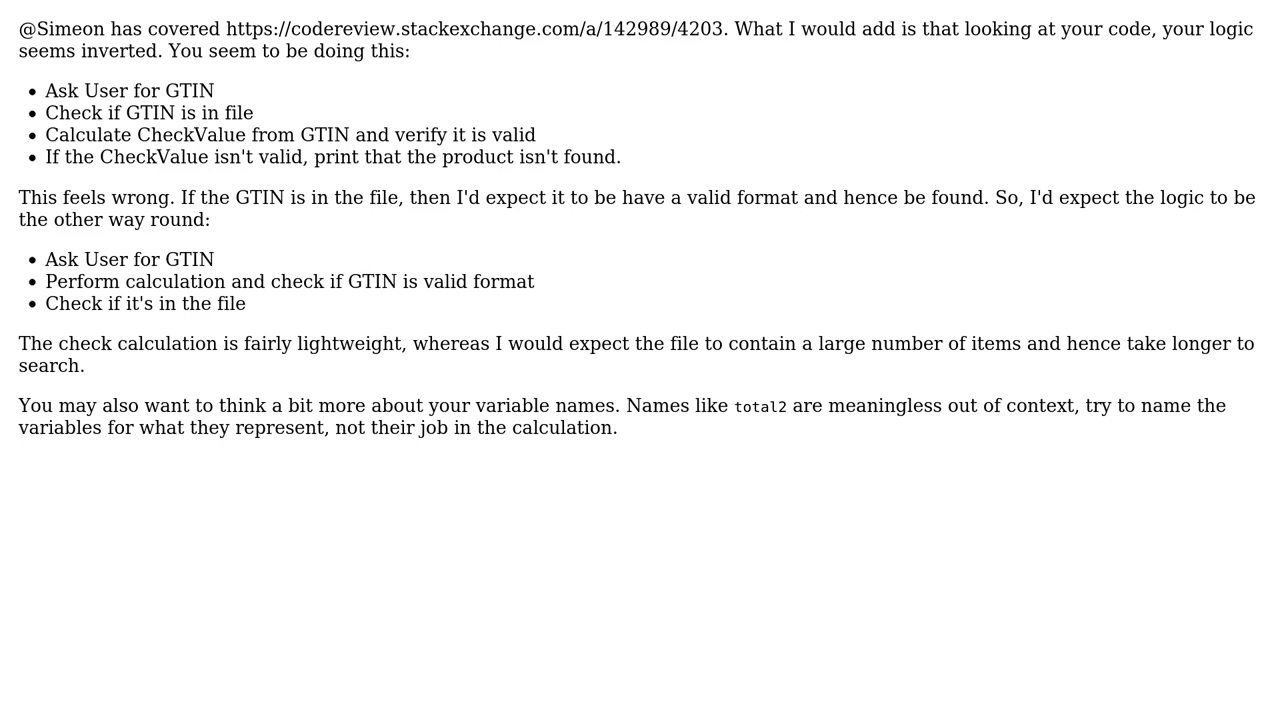 @Simeon has covered https://codereview.stackexchange.com/a/142989/4203. What I would add is that looking at your code, your logic
seems inverted. You seem to be doing this:
• Ask User for GTIN
• Check if GTIN is in file
• Calculate CheckValue from GTIN and verify it is valid
• If the CheckValue isn't valid, print that the product isn't found.
This feels wrong. If the GTIN is in the file, then I'd expect it to be have a valid format and hence be found. So, I'd expect the logic to be
the other way round:
• Ask User for GTIN
• Perform calculation and check if GTIN is valid format
• Check if it's in the file
The check calculation is fairly lightweight, whereas I would expect the file to contain a large number of items and hence take longer to
search.
You may also want to think a bit more about your variable names. Names like total2 are meaningless out of context, try to name the
variables for what they represent, not their job in the calculation.